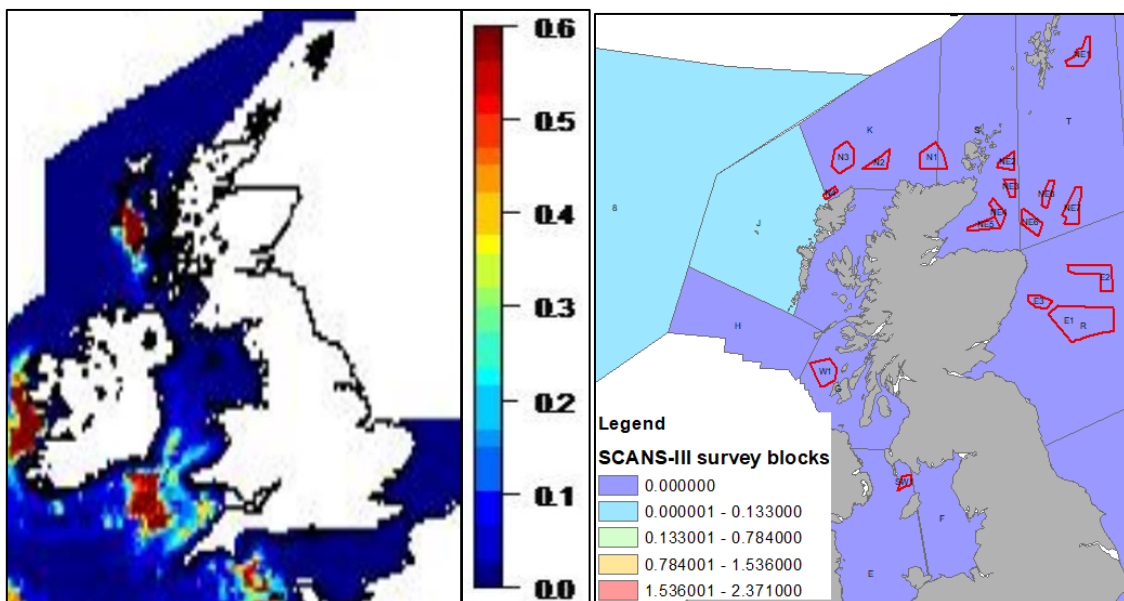 0.6
0.5
0.4
0.3
0.2
0.1
0.0
NE1
K
S
T
N3
N2
N1
NE2
N4
NE3
8
J
NE7
NE4
NE6
NE5
E2
H
E3
E1
R
W1
G
Legend
SCANS-III survey blocks
0.000000
0.000001 - 0.133000
0.133001 - 0.784000
0.784001 - 1.536000
1.536001 - 2.371000
SW1
F
E